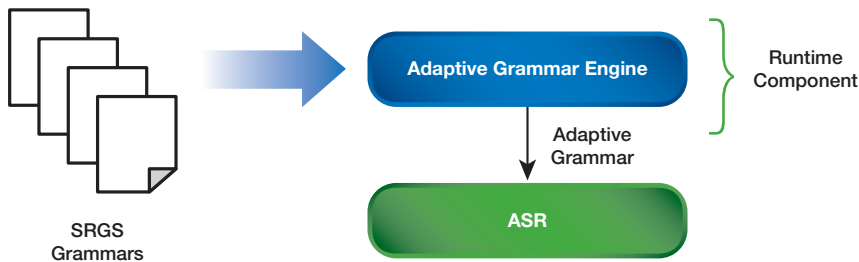 SRGS
Grammars
Adaptive Grammar Engine
Adaptive
Grammar
ASR
Runtime
Component